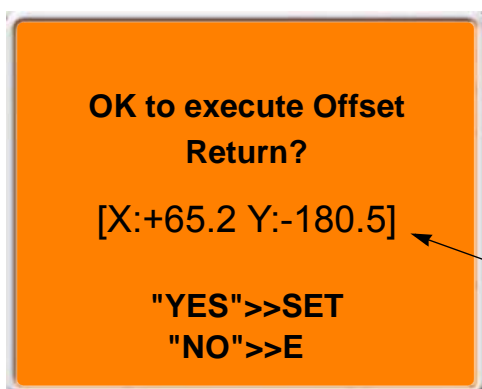 OK to execute Offset
Return?
[X:+65.2 Y:-180.5]
"YES">>SET
"NO">>E